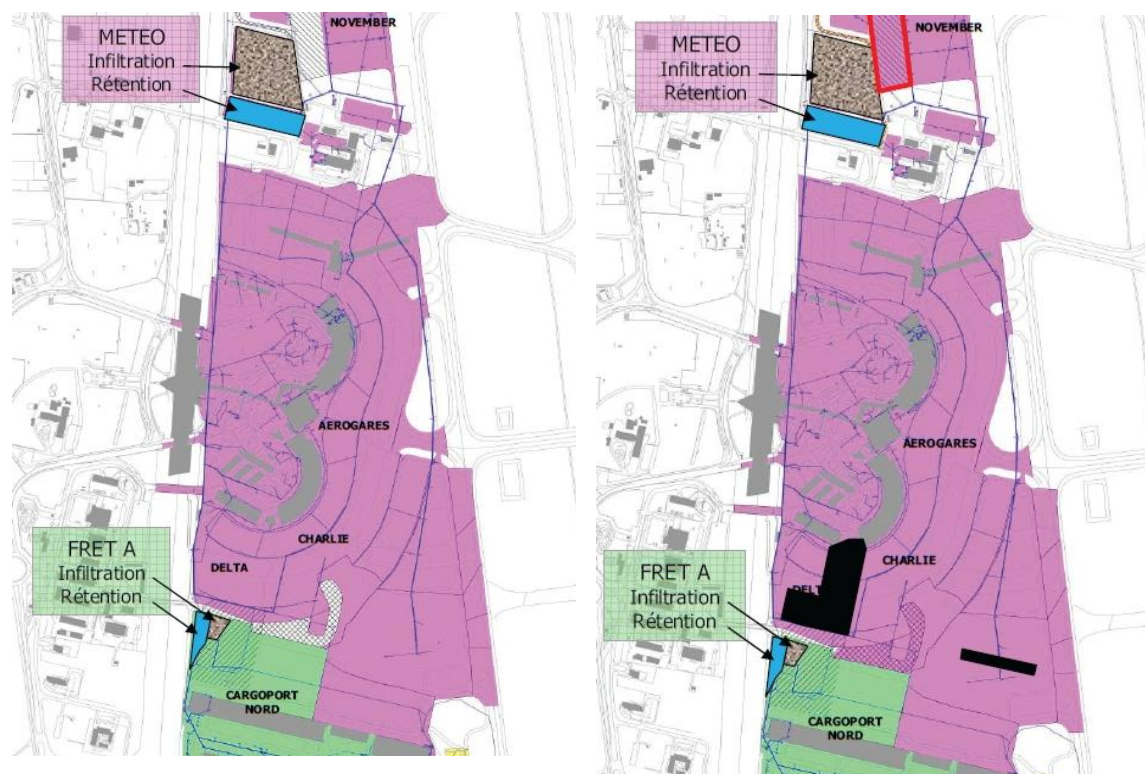 NOVEMBER
METEO
Infiltration
Rétention
AEROGARES
CHARLIE
DELTA
FRET A
Infiltration
Rétention
CARGOPORT
NORD
NOVEMBER
METEO
Infiltration
Rétention
AEROGARES
CHARLIE
DELT
FRET A
Infiltration
Rétention
CARGOPORT
NORD